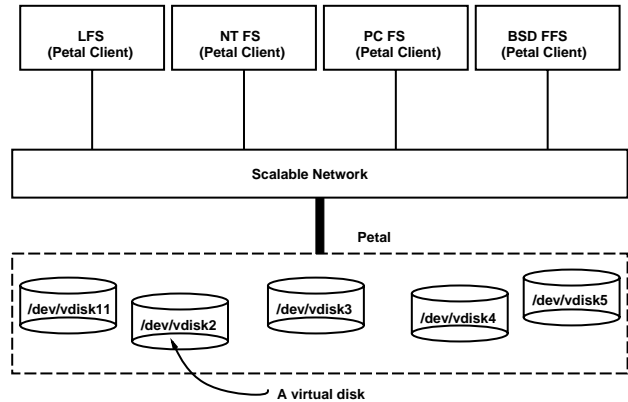 LFS
(Petal Client)
NT FS
(Petal Client)
PC FS
(Petal Client)
BSD FFS
(Petal Client)
Scalable Network
Petal
/dev/vdisk11
/dev/vdisk2
/dev/vdisk3
/dev/vdisk4
/dev/vdisk5
A virtual disk